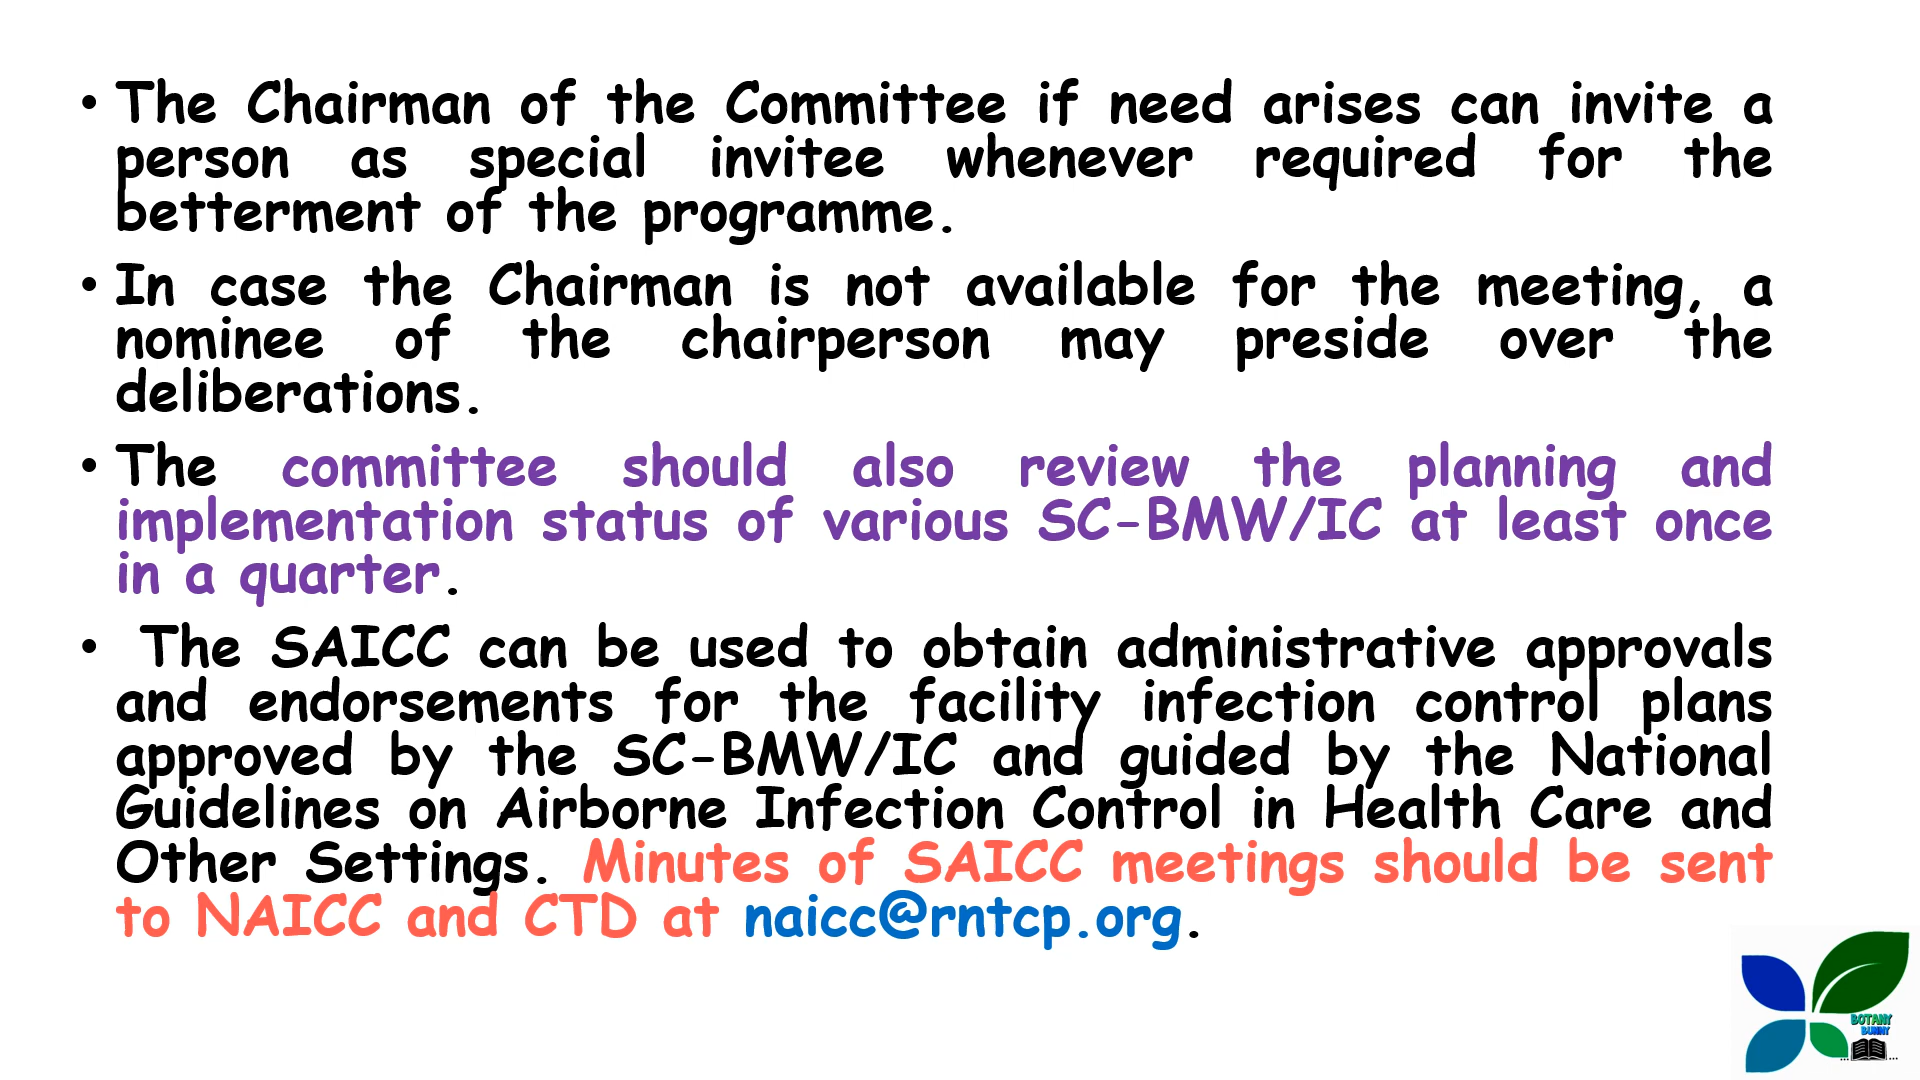 • The Chairman of the Committee if need arises can invite a
person as special invitee whenever required for the
betterment of the programme.
• In case the Chairman is not available for the meeting, a
nominee of the chairperson may preside over the
deliberations.
• The committee should also review the planning and
implementation status of various SC-BMW/IC at least once
in a quarter.
• The SAICC can be used to obtain administrative approvals
and endorsements for the facility infection control plans
approved by the SC-BMW/IC and guided by the National
Guidelines on Airborne Infection Control in Health Care and
Other Settings. Minutes of SAICC meetings should be sent
to NAICC and CTD at naicc@rntcp.org.
BOTANY
BUNNY